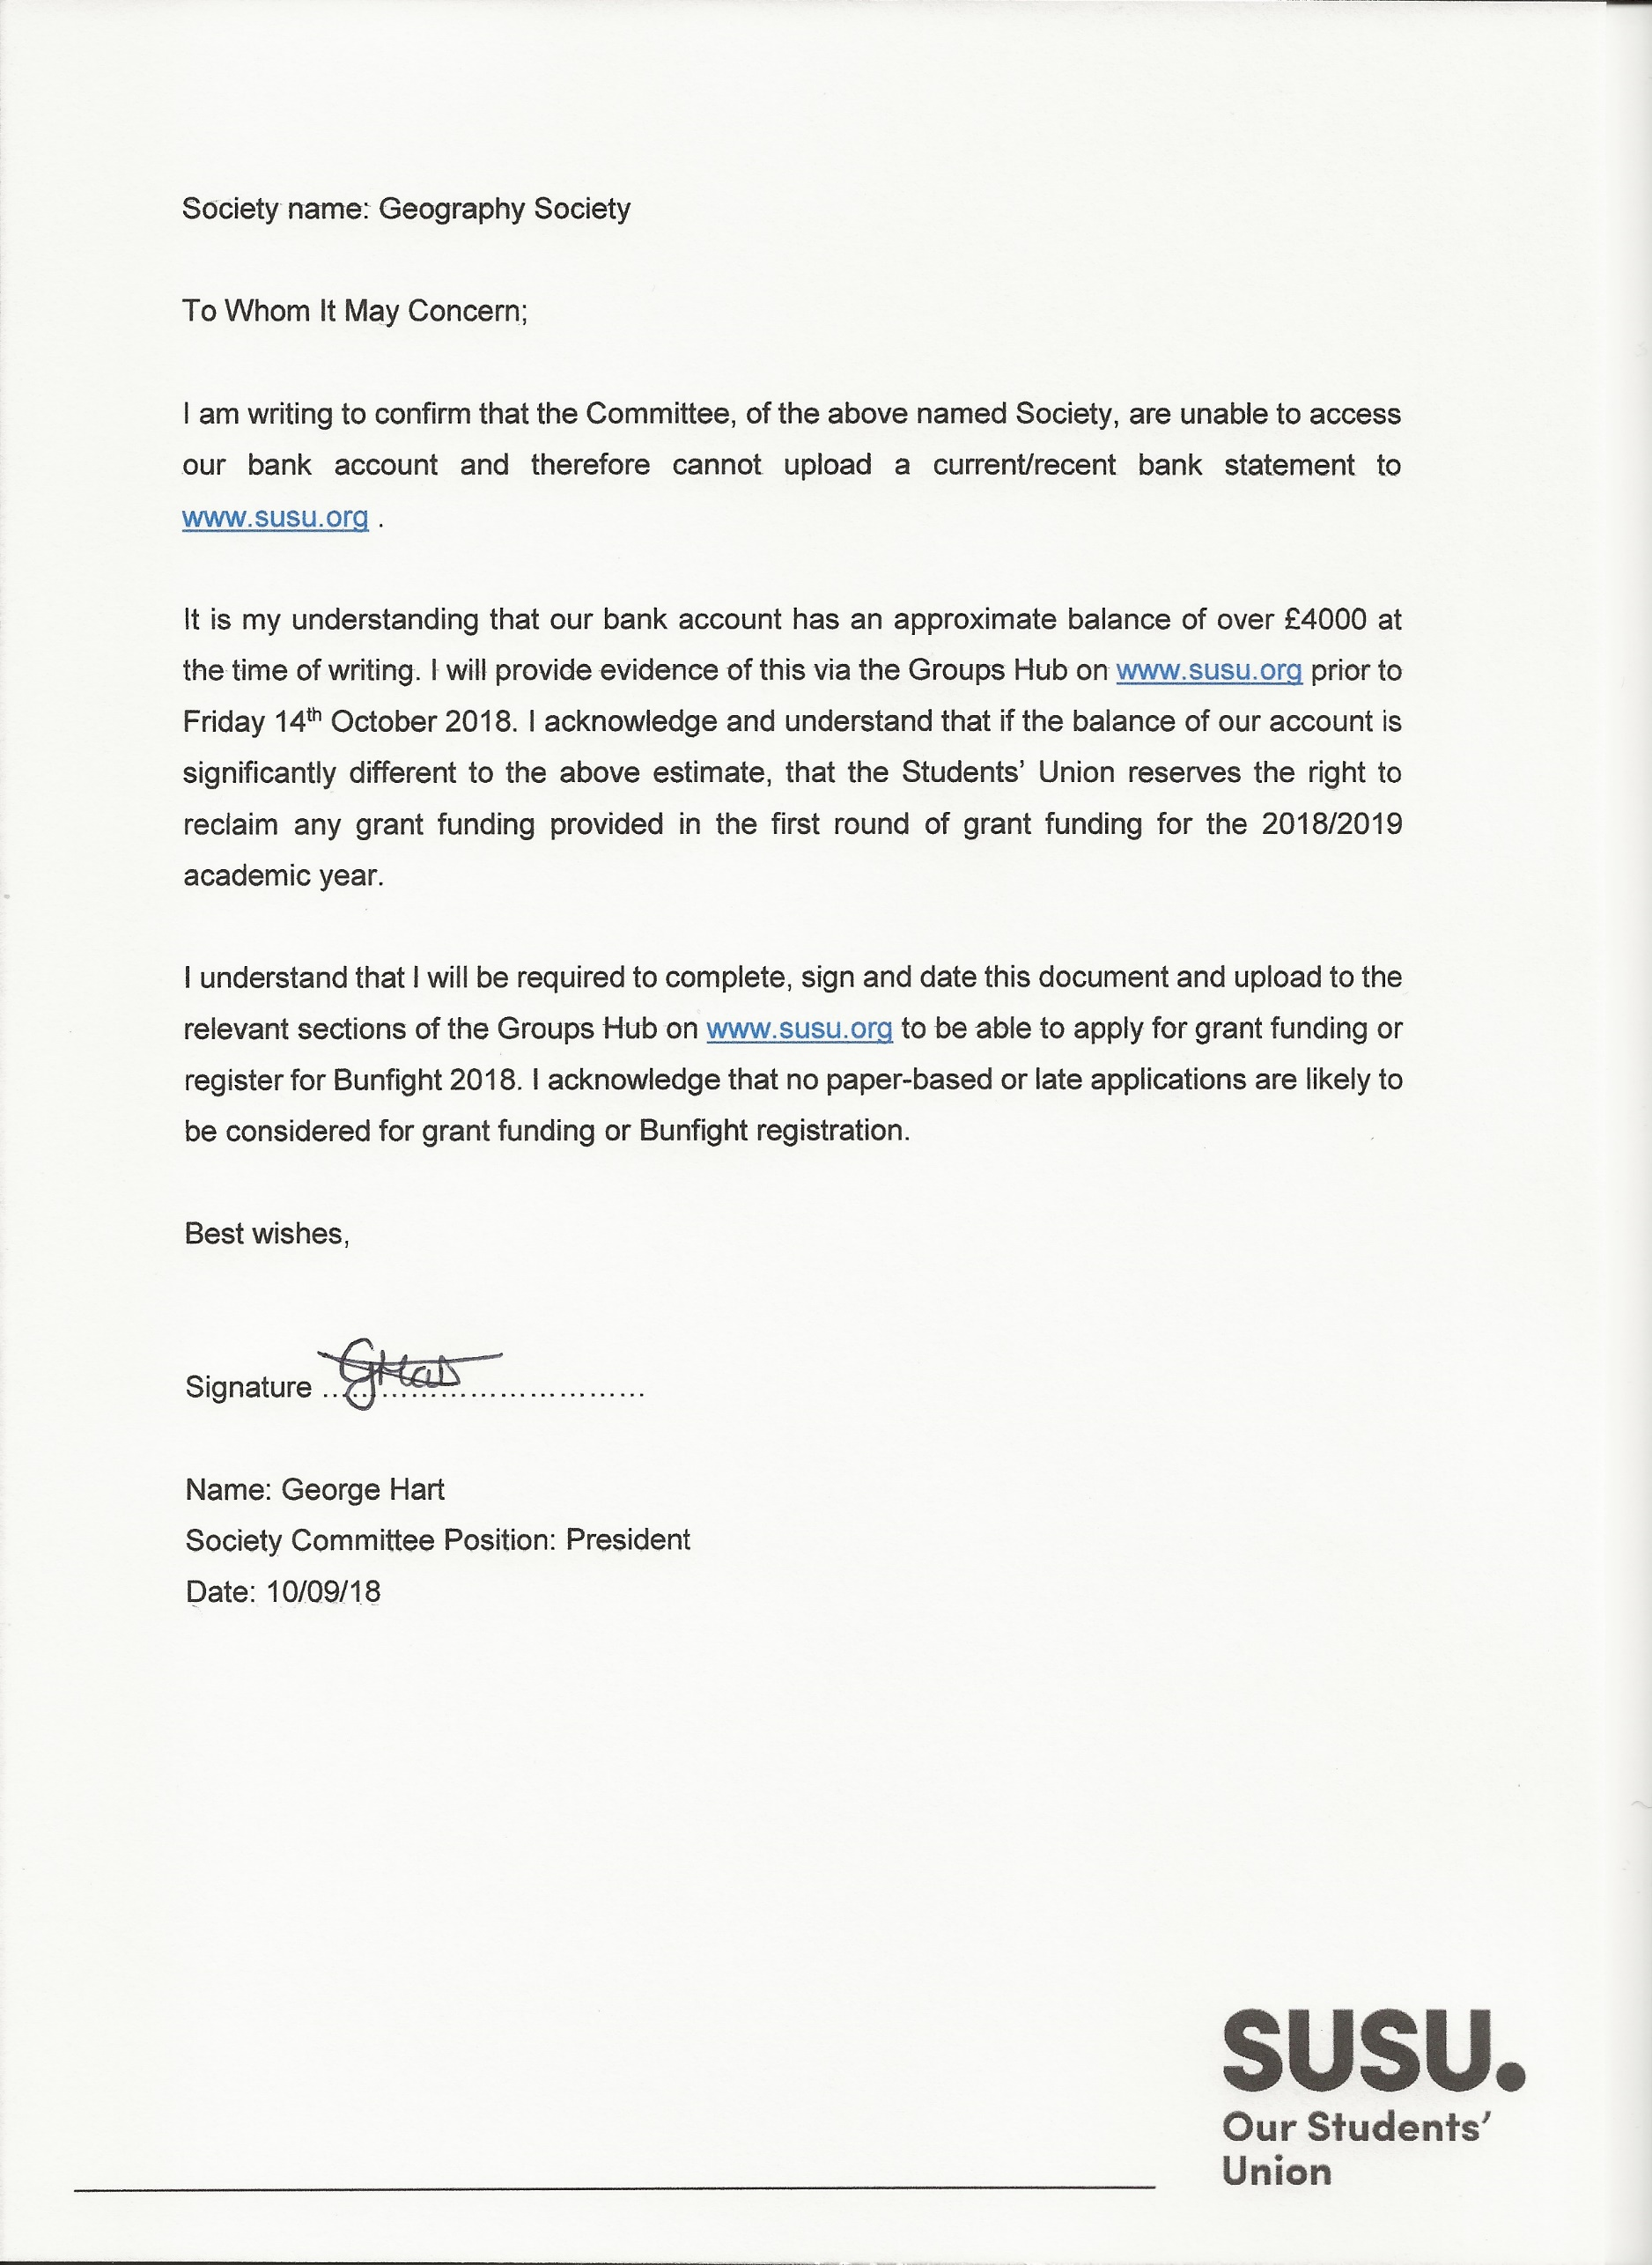 Society name: Geography Society
To Whom It May Concern;
I am writing to confirm that the Committee, of the above named Society, are unable to access
our bank account and therefore cannot upload a current/recent bank statement to
www.susu.org .
It is my understanding that our bank account has an approximate balance of over £4000 at
the time of writing. I will provide evidence of this via the Groups Hub on www.susu.org prior to
Friday 14th October 2018. I acknowledge and understand that if the balance of our account is
significantly different to the above estimate, that the Students' Union reserves the right to
reclaim any grant funding provided in the first round of grant funding for the 2018/2019
academic year.
I understand that I will be required to complete, sign and date this document and upload to the
relevant sections of the Groups Hub on www.susu.org to be able to apply for grant funding or
register for Bunfight 2018. I acknowledge that no paper-based or late applications are likely to
be considered for grant funding or Bunfight registration.
Best wishes,
Signature ....................................
Name: George Hart
Society Committee Position: President
Date: 10/09/18
SUSU.
Our Students'
Union